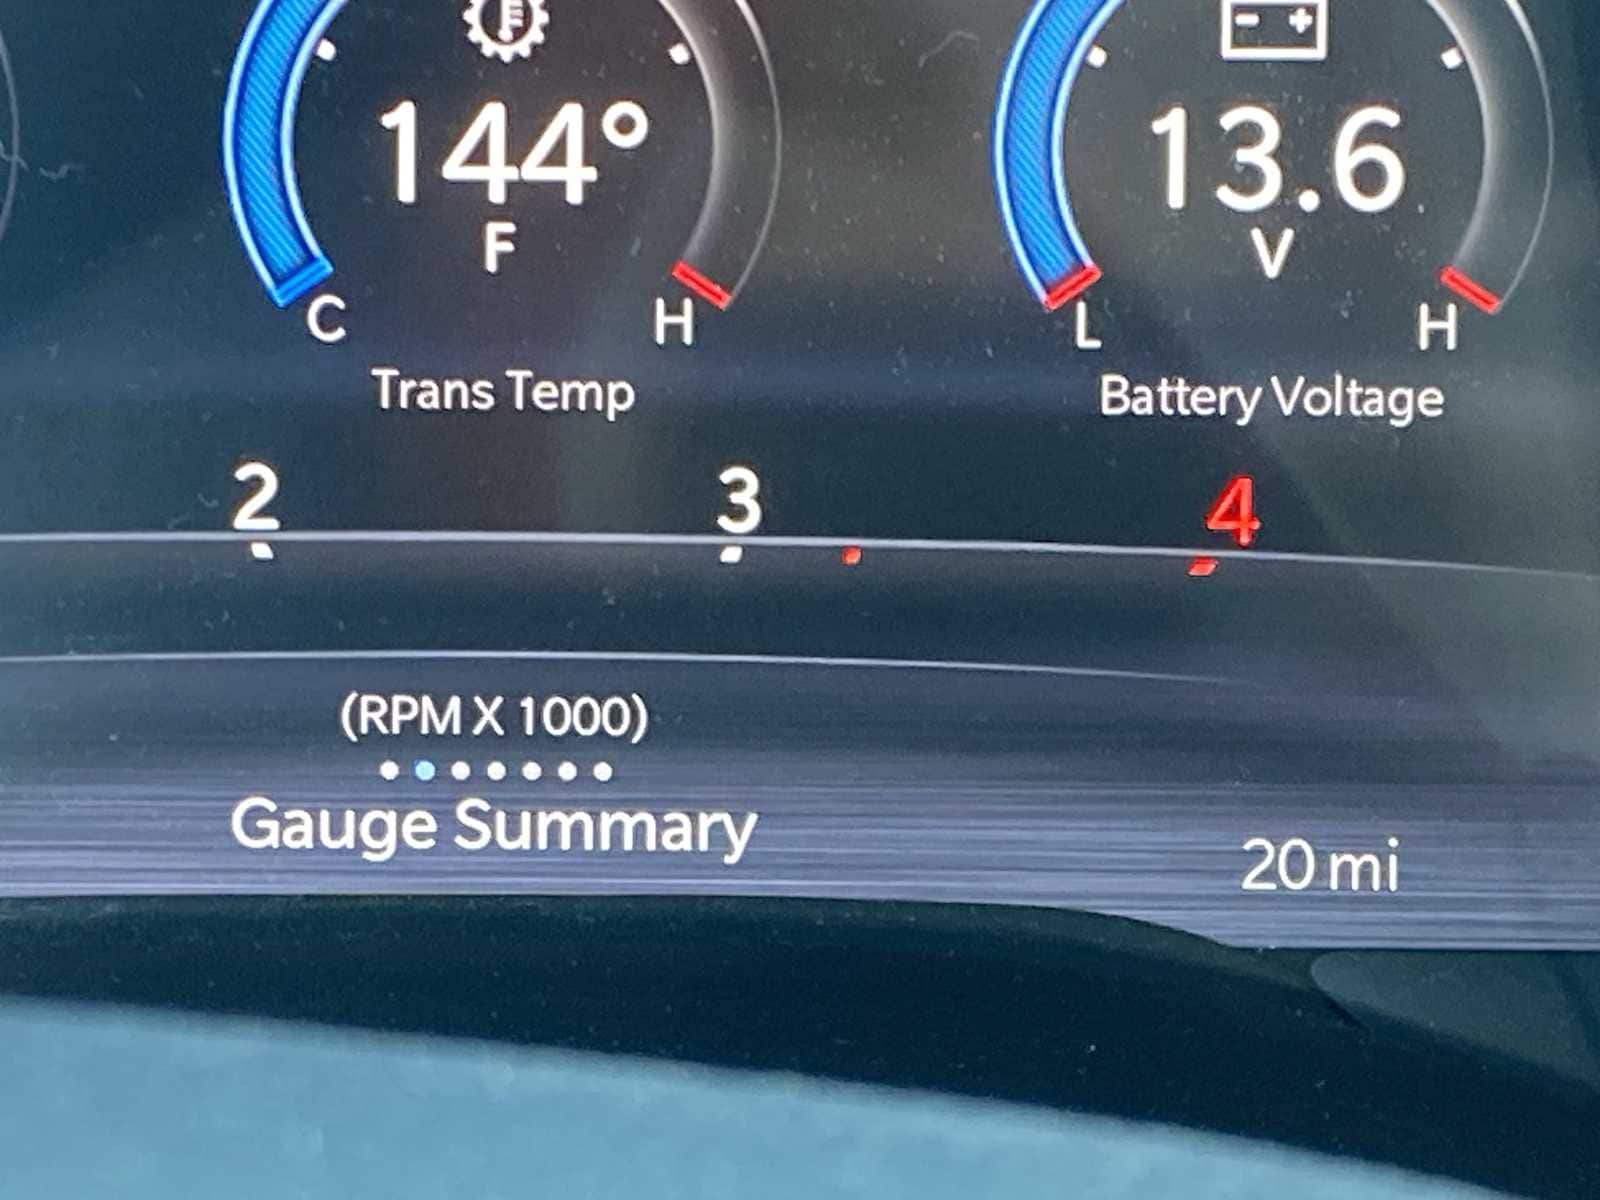 144°
F
C
H
Trans Temp
- +
13.6
V
L
H
Battery Voltage
2
3
4
(RPM X 1000)
Gauge Summary
20 mi